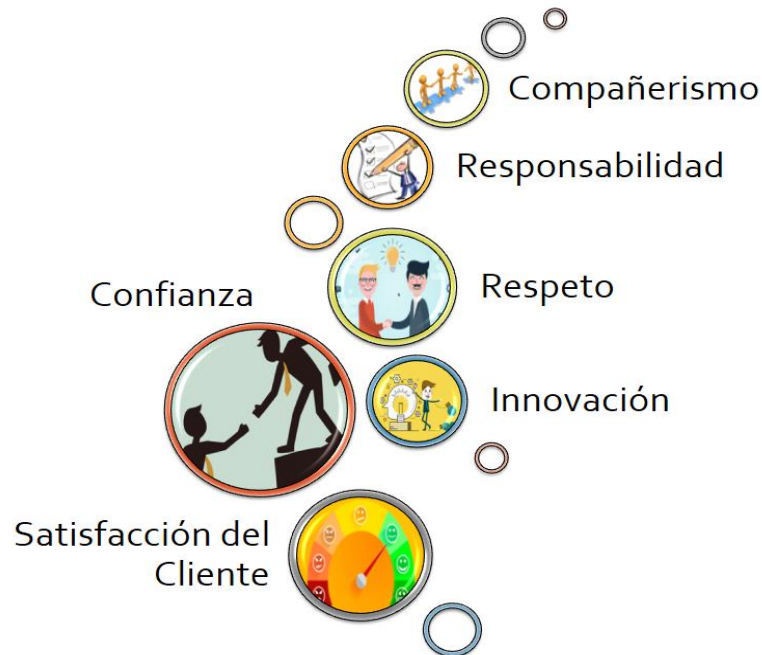 Compañerismo
Responsabilidad
Respeto
Confianza
Innovación
Satisfacción del
Cliente